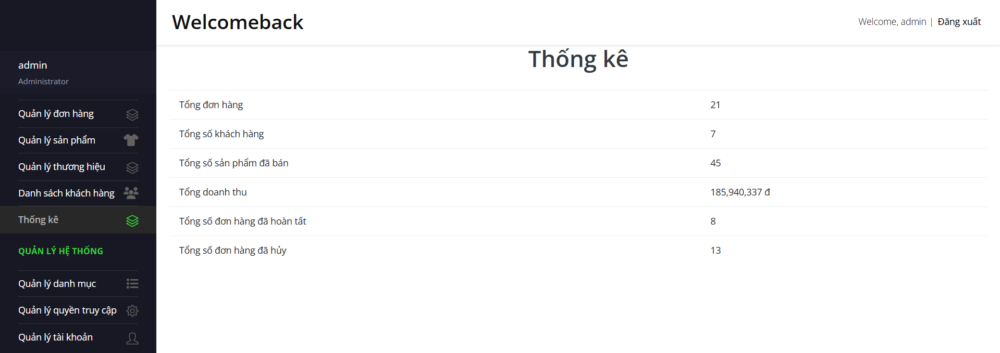 Welcomeback
Welcome, admin | Đăng xuất
admin
Administrator
Quản lý đơn hàng
Quản lý sản phẩm
Quản lý thương hiệu
Danh sách khách hàng
Thống kê
QUẢN LÝ HỆ THỐNG
Quản lý danh mục
Quản lý quyền truy cập
Quản lý tài khoản
Thống kê
Tổng đơn hàng 21
Tổng số khách hàng 7
Tổng số sản phẩm đã bán 45
Tổng doanh thu 185,940,337 đ
Tổng số đơn hàng đã hoàn tất 8
Tổng số đơn hàng đã hủy 13